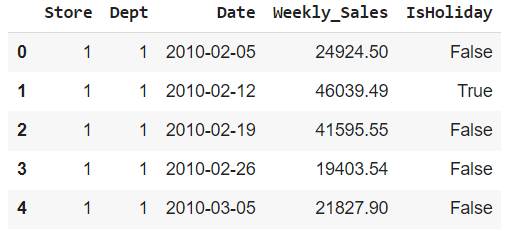 Store Dept Date Weekly_Sales IsHoliday
0 1 1 2010-02-05 24924.50 False
1 1 1 2010-02-12 46039.49 True
2 1 1 2010-02-19 41595.55 False
3 1 1 2010-02-26 19403.54 False
4 1 1 2010-03-05 21827.90 False